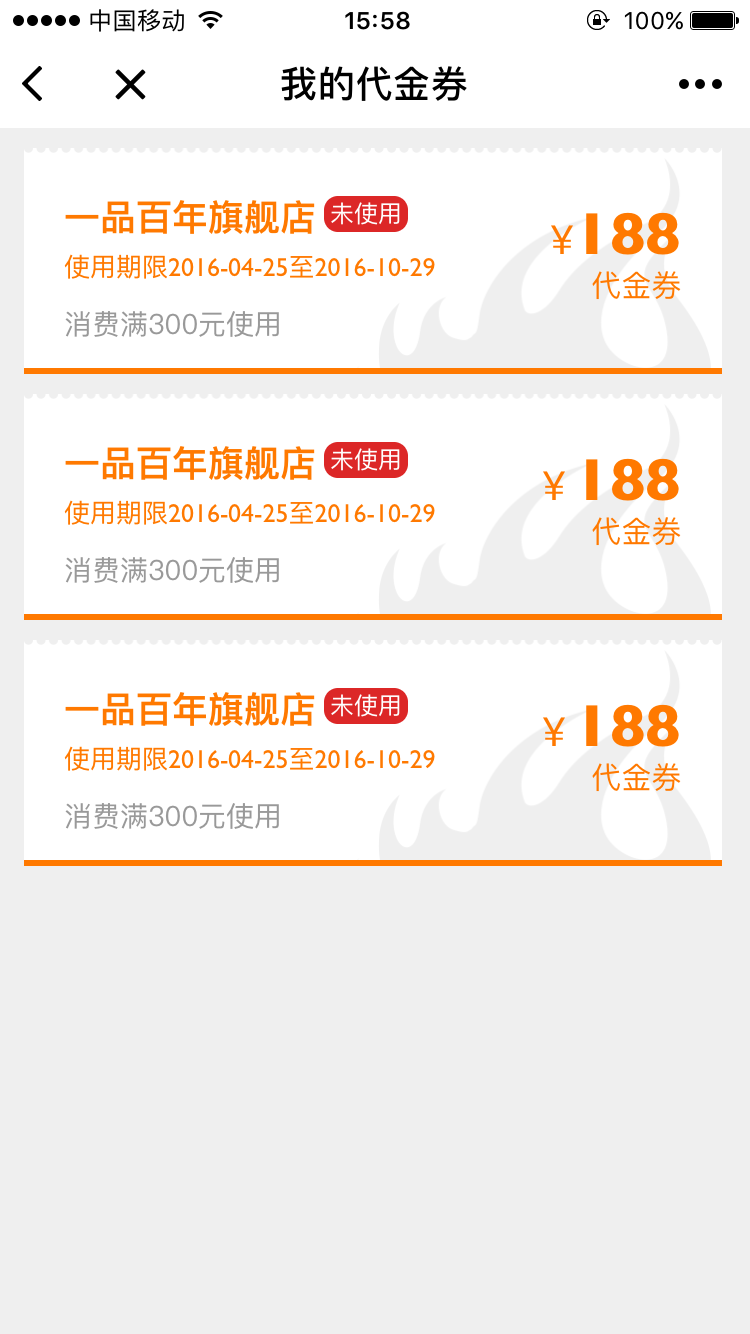 中国移动 15:58 100%
我的代金券
一品百年旗舰店 未使用
¥188
使用期限2016-04-25至2016-10-29
代金券
消费满300元使用
一品百年旗舰店 未使用
¥ 188
使用期限2016-04-25至2016-10-29
代金券
消费满300元使用
一品百年旗舰店 未使用
¥ 188
使用期限2016-04-25至2016-10-29
代金券
消费满300元使用